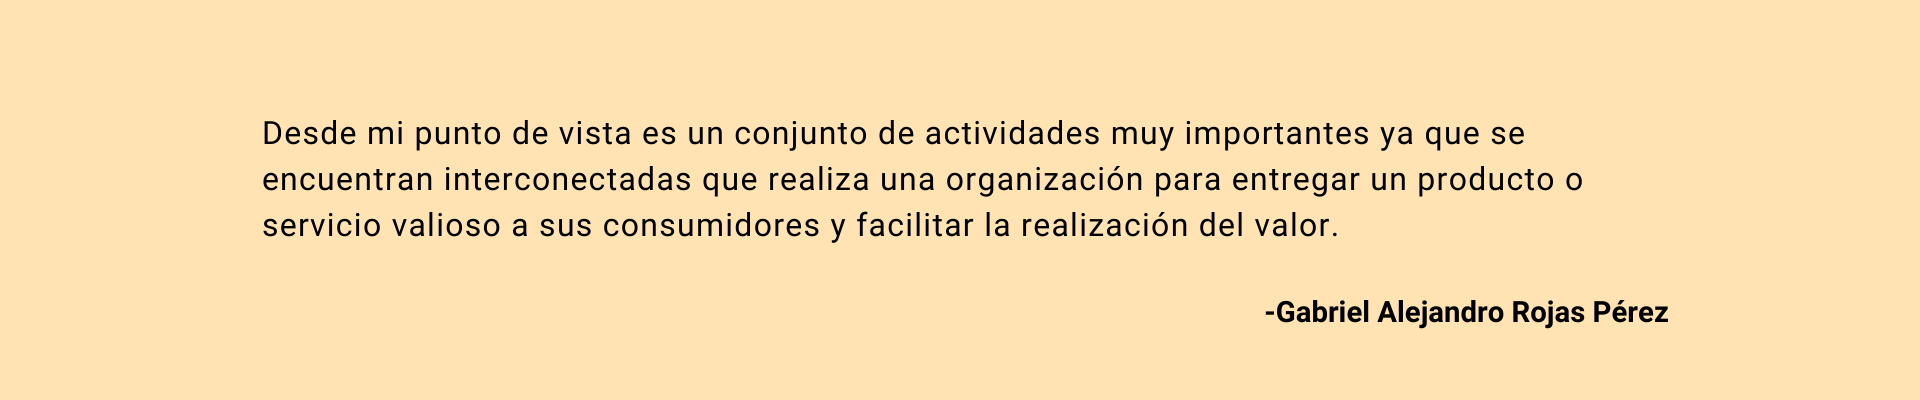 Desde mi punto de vista es un conjunto de actividades muy importantes ya que se
encuentran interconectadas que realiza una organización para entregar un producto o
servicio valioso a sus consumidores y facilitar la realización del valor.
-Gabriel Alejandro Rojas Pérez